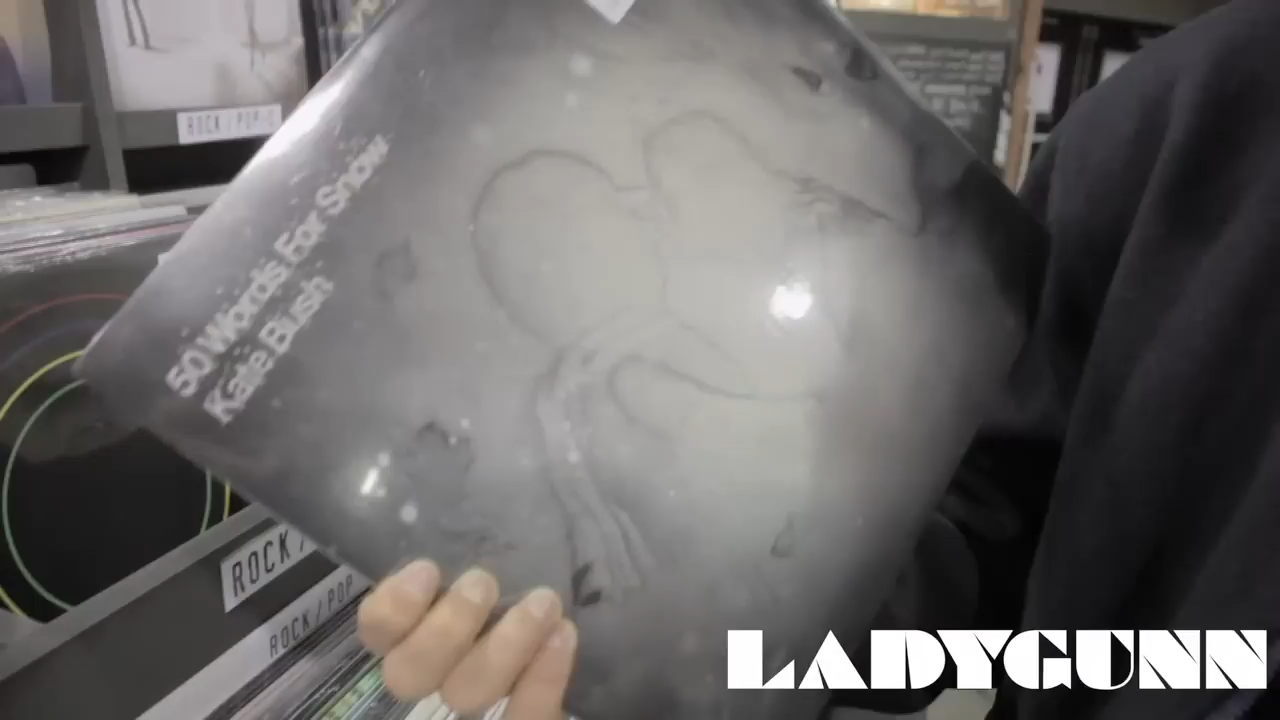 ROCK / POP-C
50 Words For Snow
Kate Bush
ROCK /
ROCK / POP
LADYGUNN